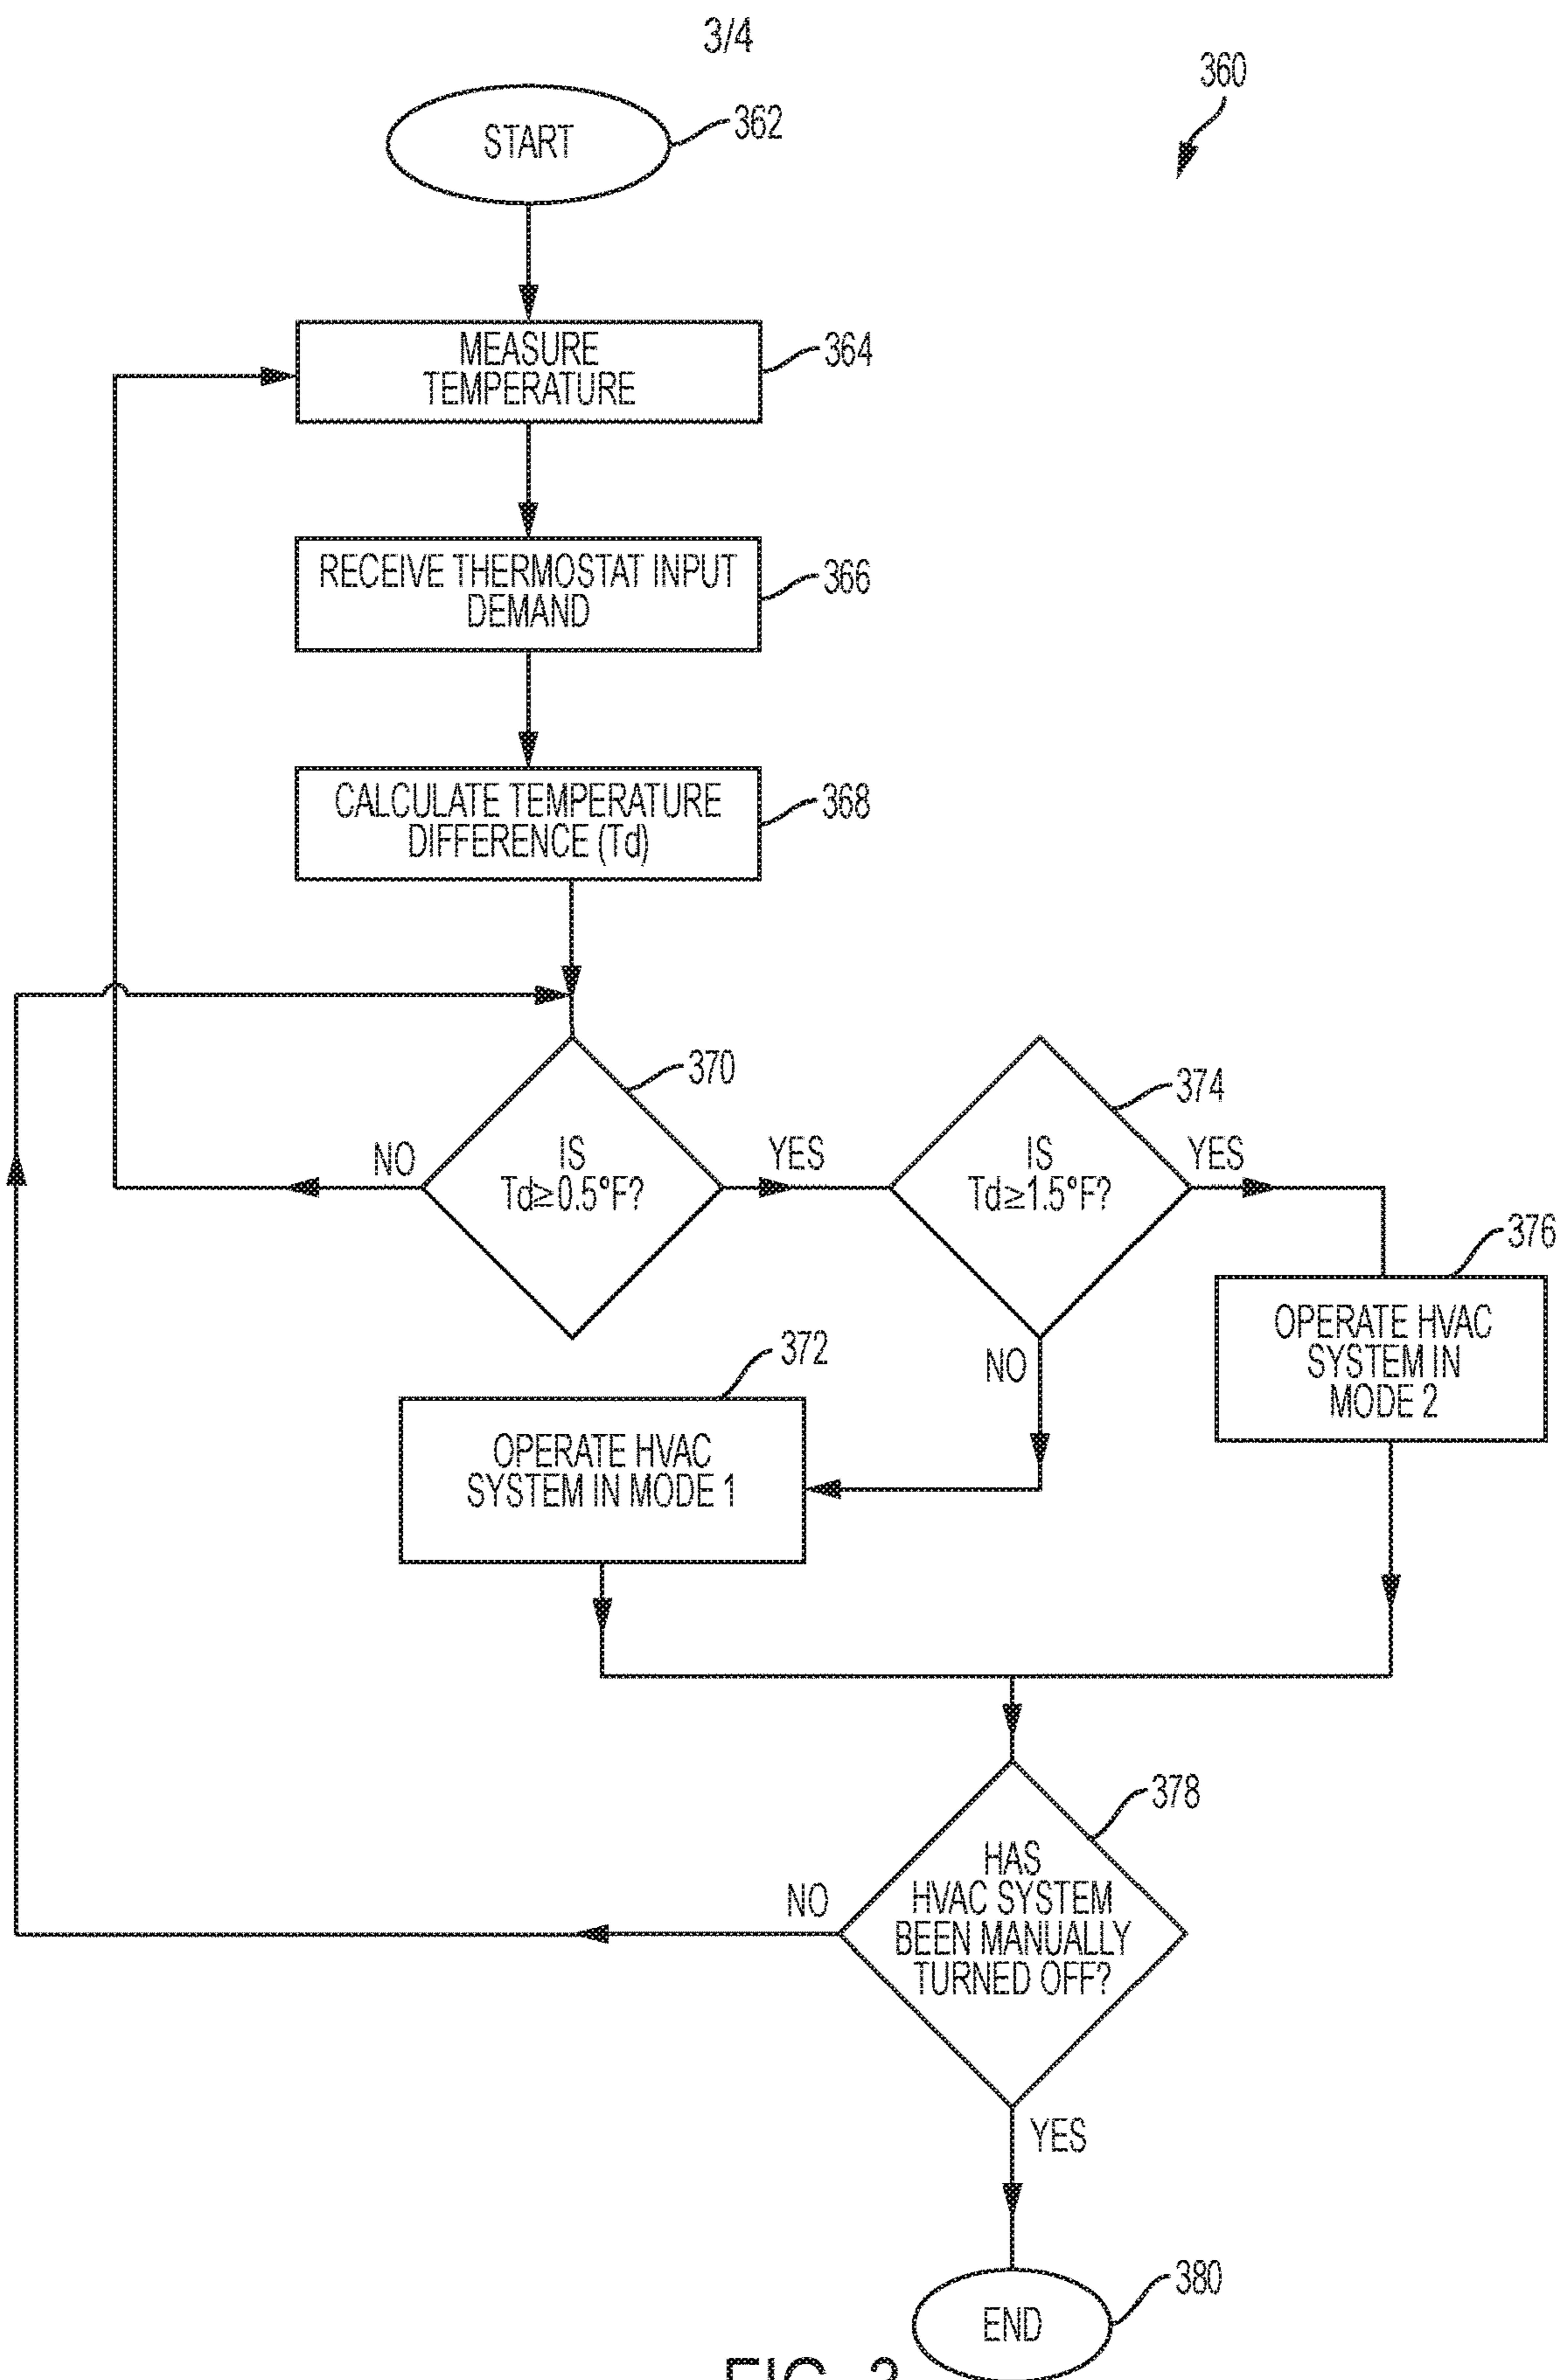 3/4
360
START
362
MEASURE
TEMPERATURE
364
RECEIVE THERMOSTAT INPUT
DEMAND
366
CALCULATE TEMPERATURE
DIFFERENCE (Td)
368
370
374
NO
IS
Td≥0.5°F?
YES
IS
Td≥1.5°F?
YES
376
OPERATE HVAC
SYSTEM IN
MODE 2
NO
372
OPERATE HVAC
SYSTEM IN MODE 1
378
NO
HAS
HVAC SYSTEM
BEEN MANUALLY
TURNED OFF?
YES
380
END
FIG. 3